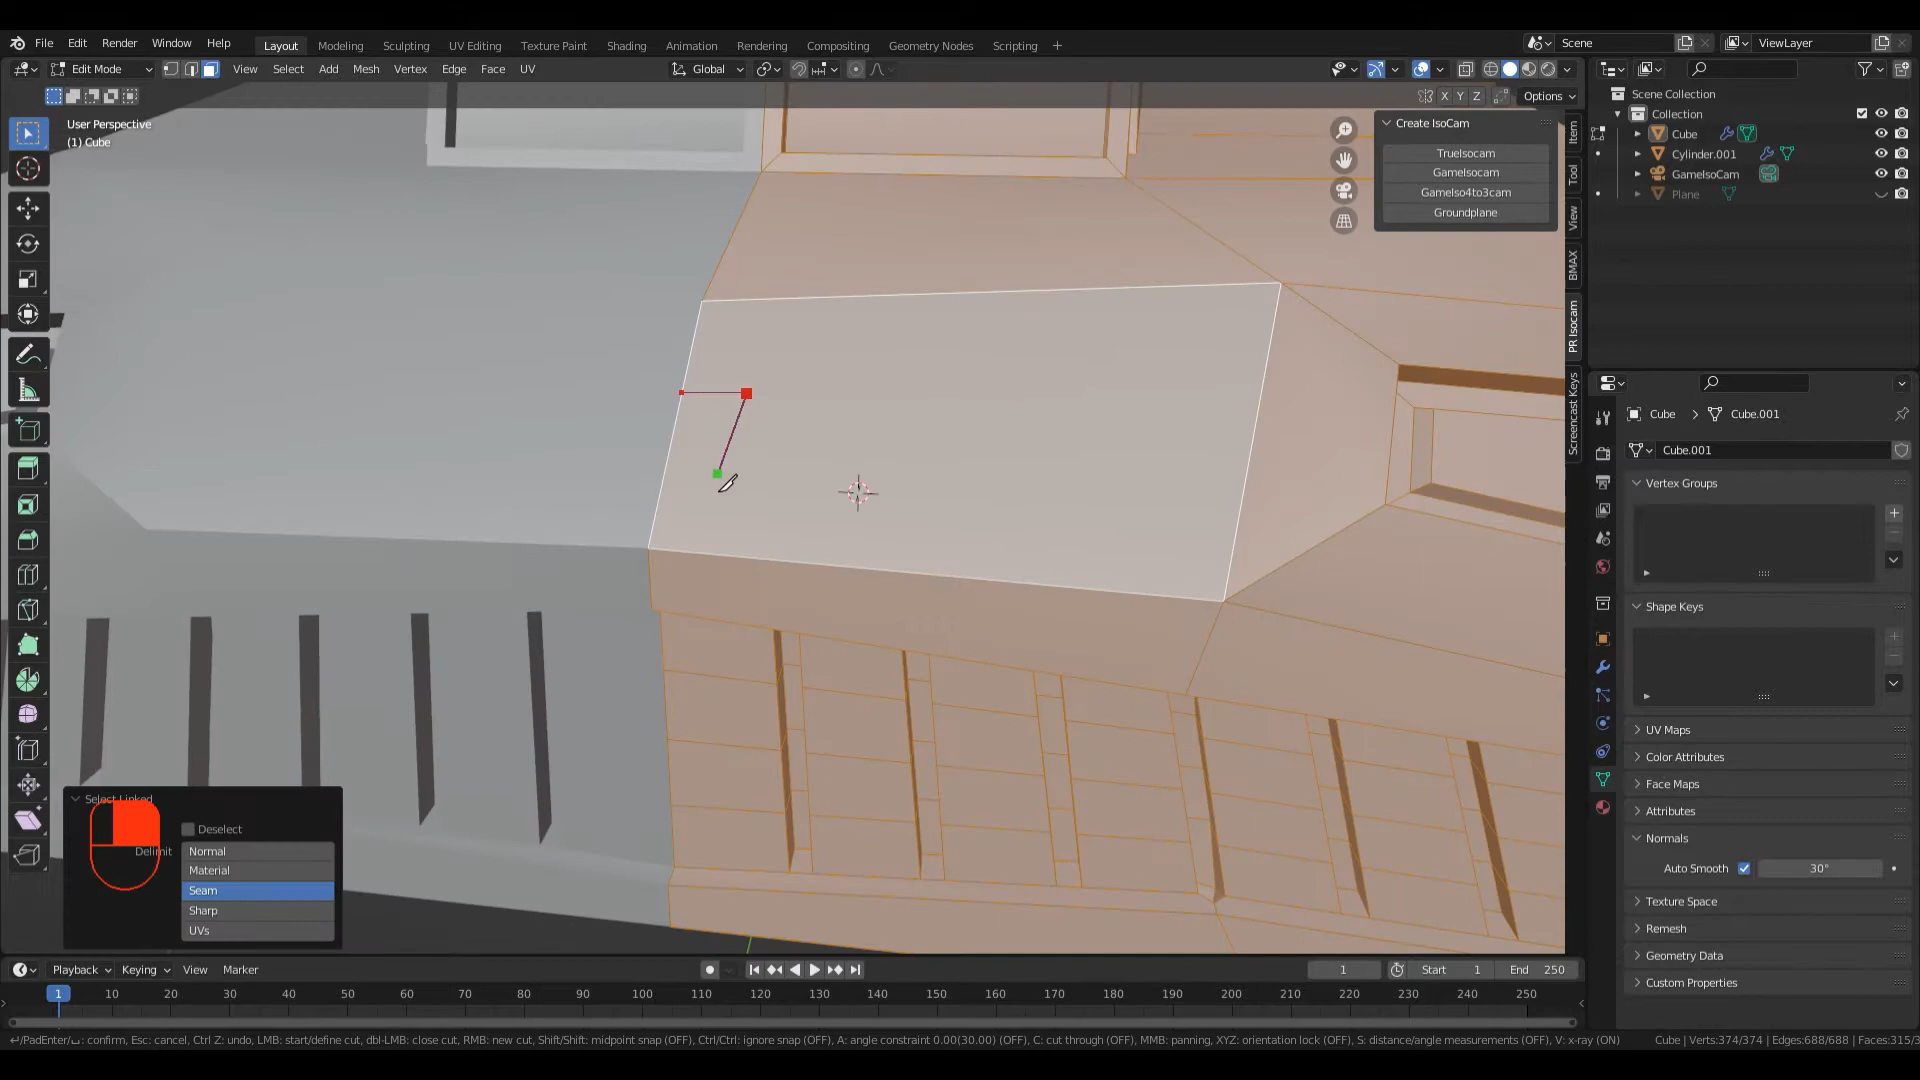 File Edit Render Window Help Layout Modeling Sculpting UV Editing Texture Paint Shading Animation Rendering Compositing Geometry Nodes Scripting + Scene ViewLayer
Edit Mode View Select Add Mesh Vertex Edge Face UV Global
X Y Z Options
User Perspective
(1) Cube
Create IsoCam
TrueIsocam
GameIsocam
GameIso4to3cam
Groundplane
Item
Tool
View
BMAX
PR Isocam
Screencast Keys
Scene Collection
Collection
Cube
Cylinder.001
GameIsoCam
Plane
Cube > Cube.001
Cube.001
Vertex Groups
Shape Keys
UV Maps
Color Attributes
Face Maps
Attributes
Normals
Auto Smooth 30°
Texture Space
Remesh
Geometry Data
Custom Properties
Select Linked
Deselect
Delimit Normal
Material
Seam
Sharp
UVs
Playback Keying View Marker 1 Start 1 End 250
1 10 20 30 40 50 60 70 80 90 100 110 120 130 140 150 160 170 180 190 200 210 220 230 240 250
: confirm, Esc: cancel, Ctrl Z: undo, LMB: start/define cut, dbl-LMB: close cut, RMB: new cut, Shift/Shift: midpoint snap (OFF), Ctrl/Ctrl: ignore snap (OFF), A: angle constraint 0.00(30.00) (OFF), C: cut through (OFF), MMB: panning, XYZ: orientation lock (OFF), S: distance/angle measurements (OFF), V: x-ray (ON) Cube | Verts:374/374 | Edges:688/688 | Faces:315/3